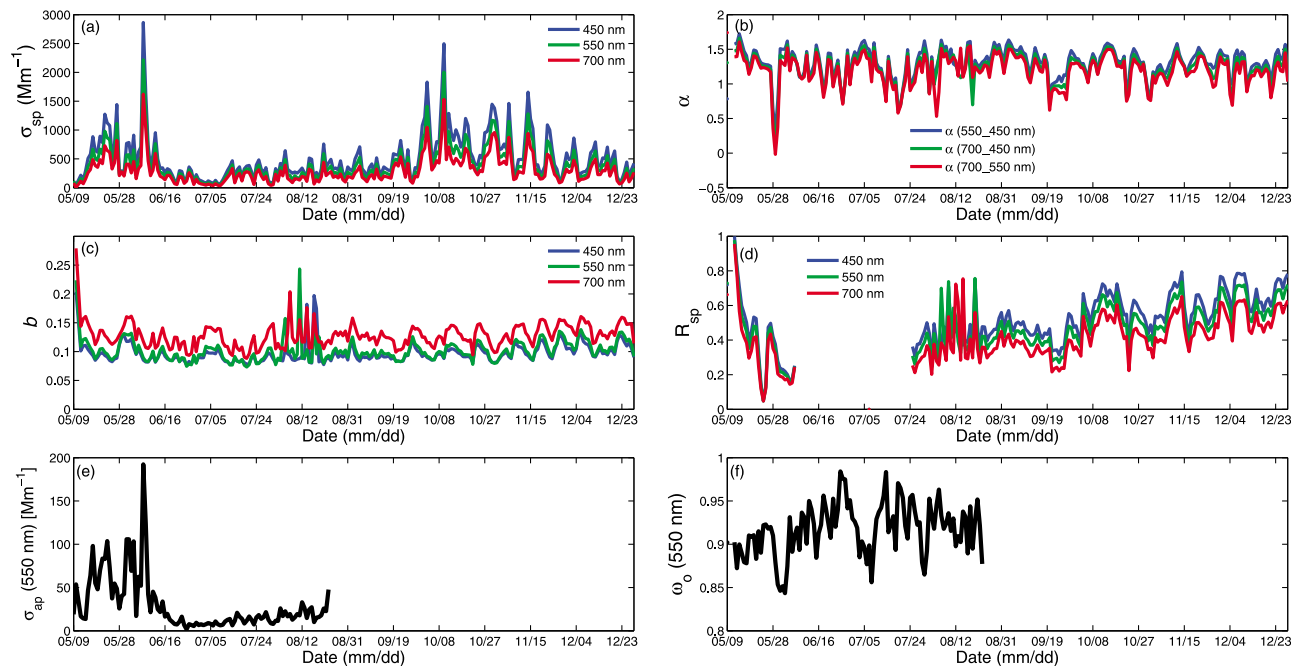 (a)
σsp (Mm−1)
3000
2500
2000
1500
1000
500
0
450 nm
550 nm
700 nm
05/09 05/28 06/16 07/05 07/24 08/12 08/31 09/19 10/08 10/27 11/15 12/04 12/23
Date (mm/dd)
(b)
α
2
1.5
1
0.5
0
−0.5
α (550_450 nm)
α (700_450 nm)
α (700_550 nm)
05/09 05/28 06/16 07/05 07/24 08/12 08/31 09/19 10/08 10/27 11/15 12/04 12/23
Date (mm/dd)
(c)
b
0.25
0.2
0.15
0.1
0.05
0
450 nm
550 nm
700 nm
05/09 05/28 06/16 07/05 07/24 08/12 08/31 09/19 10/08 10/27 11/15 12/04 12/23
Date (mm/dd)
(d)
Rsp
1
0.8
0.6
0.4
0.2
0
450 nm
550 nm
700 nm
05/09 05/28 06/16 07/05 07/24 08/12 08/31 09/19 10/08 10/27 11/15 12/04 12/23
Date (mm/dd)
(e)
σap (550 nm) [Mm−1]
200
150
100
50
0
05/09 05/28 06/16 07/05 07/24 08/12 08/31 09/19 10/08 10/27 11/15 12/04 12/23
Date (mm/dd)
(f)
ωo (550 nm)
1
0.95
0.9
0.85
0.8
05/09 05/28 06/16 07/05 07/24 08/12 08/31 09/19 10/08 10/27 11/15 12/04 12/23
Date (mm/dd)